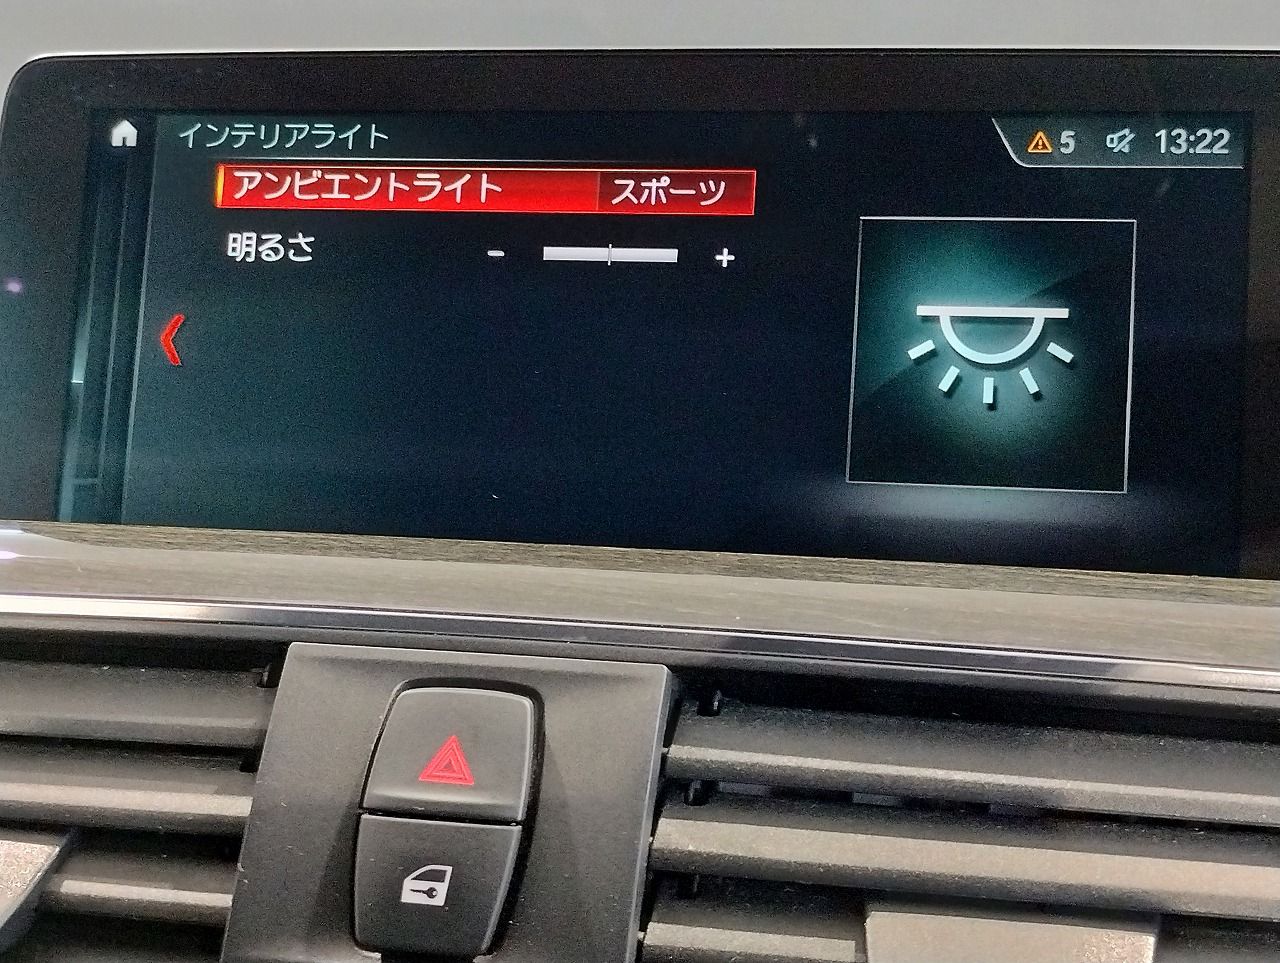 インテリアライト
5 13:22
アンビエントライト スポーツ
明るさ - +